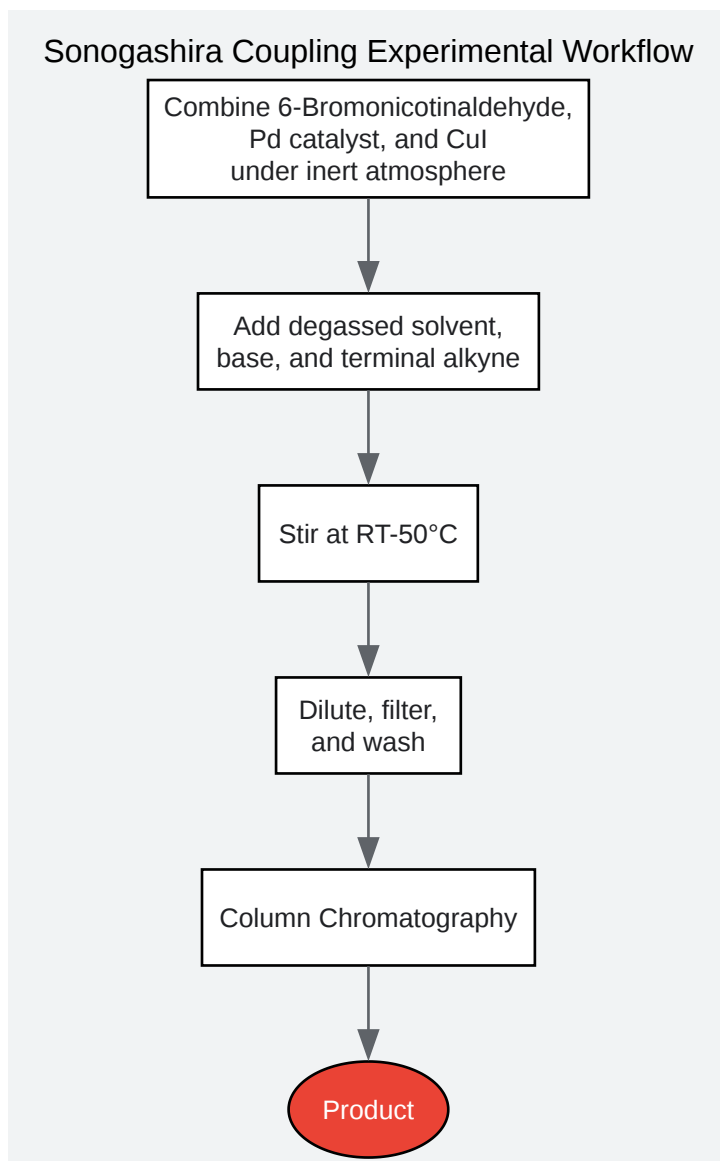 Sonogashira Coupling Experimental Workflow
Combine 6-Bromonicotinaldehyde,
Pd catalyst, and CuI
under inert atmosphere
Add degassed solvent,
base, and terminal alkyne
Stir at RT-50°C
Dilute, filter,
and wash
Column Chromatography
Product